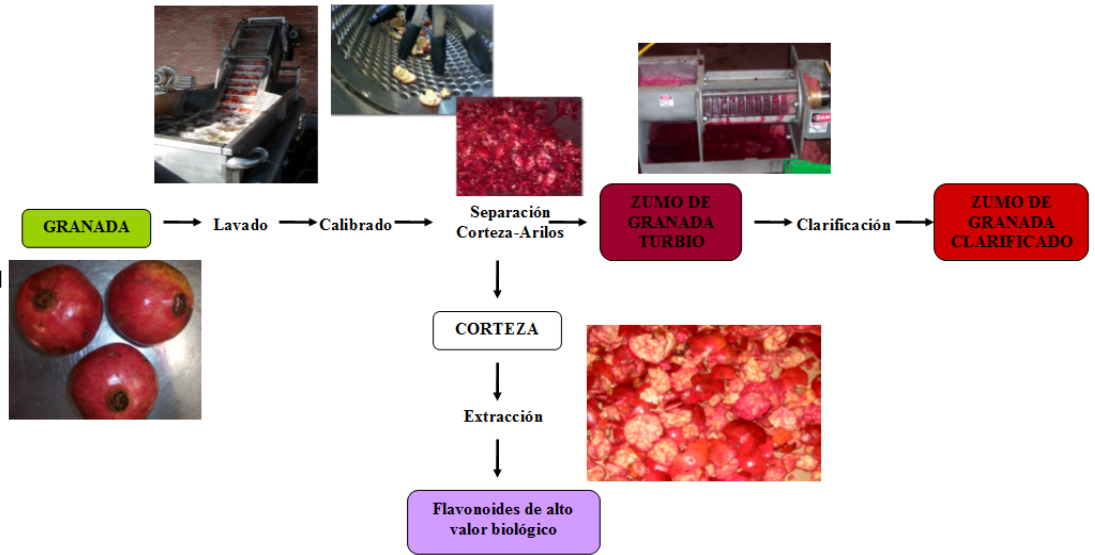 GRANADA
Lavado
Calibrado
Separación
Corteza-Arilos
ZUMO DE
GRANADA
TURBIO
Clarificación
ZUMO DE
GRANADA
CLARIFICADO
CORTEZA
Extracción
Flavonoides de alto
valor biológico